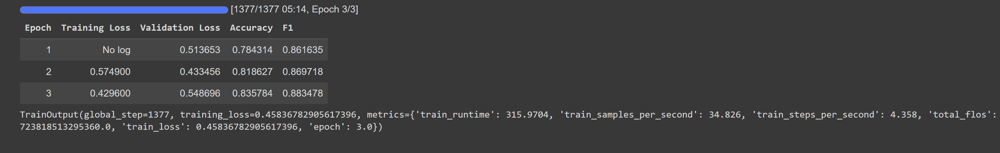 [1377/1377 05:14, Epoch 3/3]
Epoch Training Loss Validation Loss Accuracy F1
1 No log 0.513653 0.784314 0.861635
2 0.574900 0.433456 0.818627 0.869718
3 0.429600 0.548696 0.835784 0.883478
TrainOutput(global_step=1377, training_loss=0.45836782905617396, metrics={'train_runtime': 315.9704, 'train_samples_per_second': 34.826, 'train_steps_per_second': 4.358, 'total_flos':
723818513295360.0, 'train_loss': 0.45836782905617396, 'epoch': 3.0})